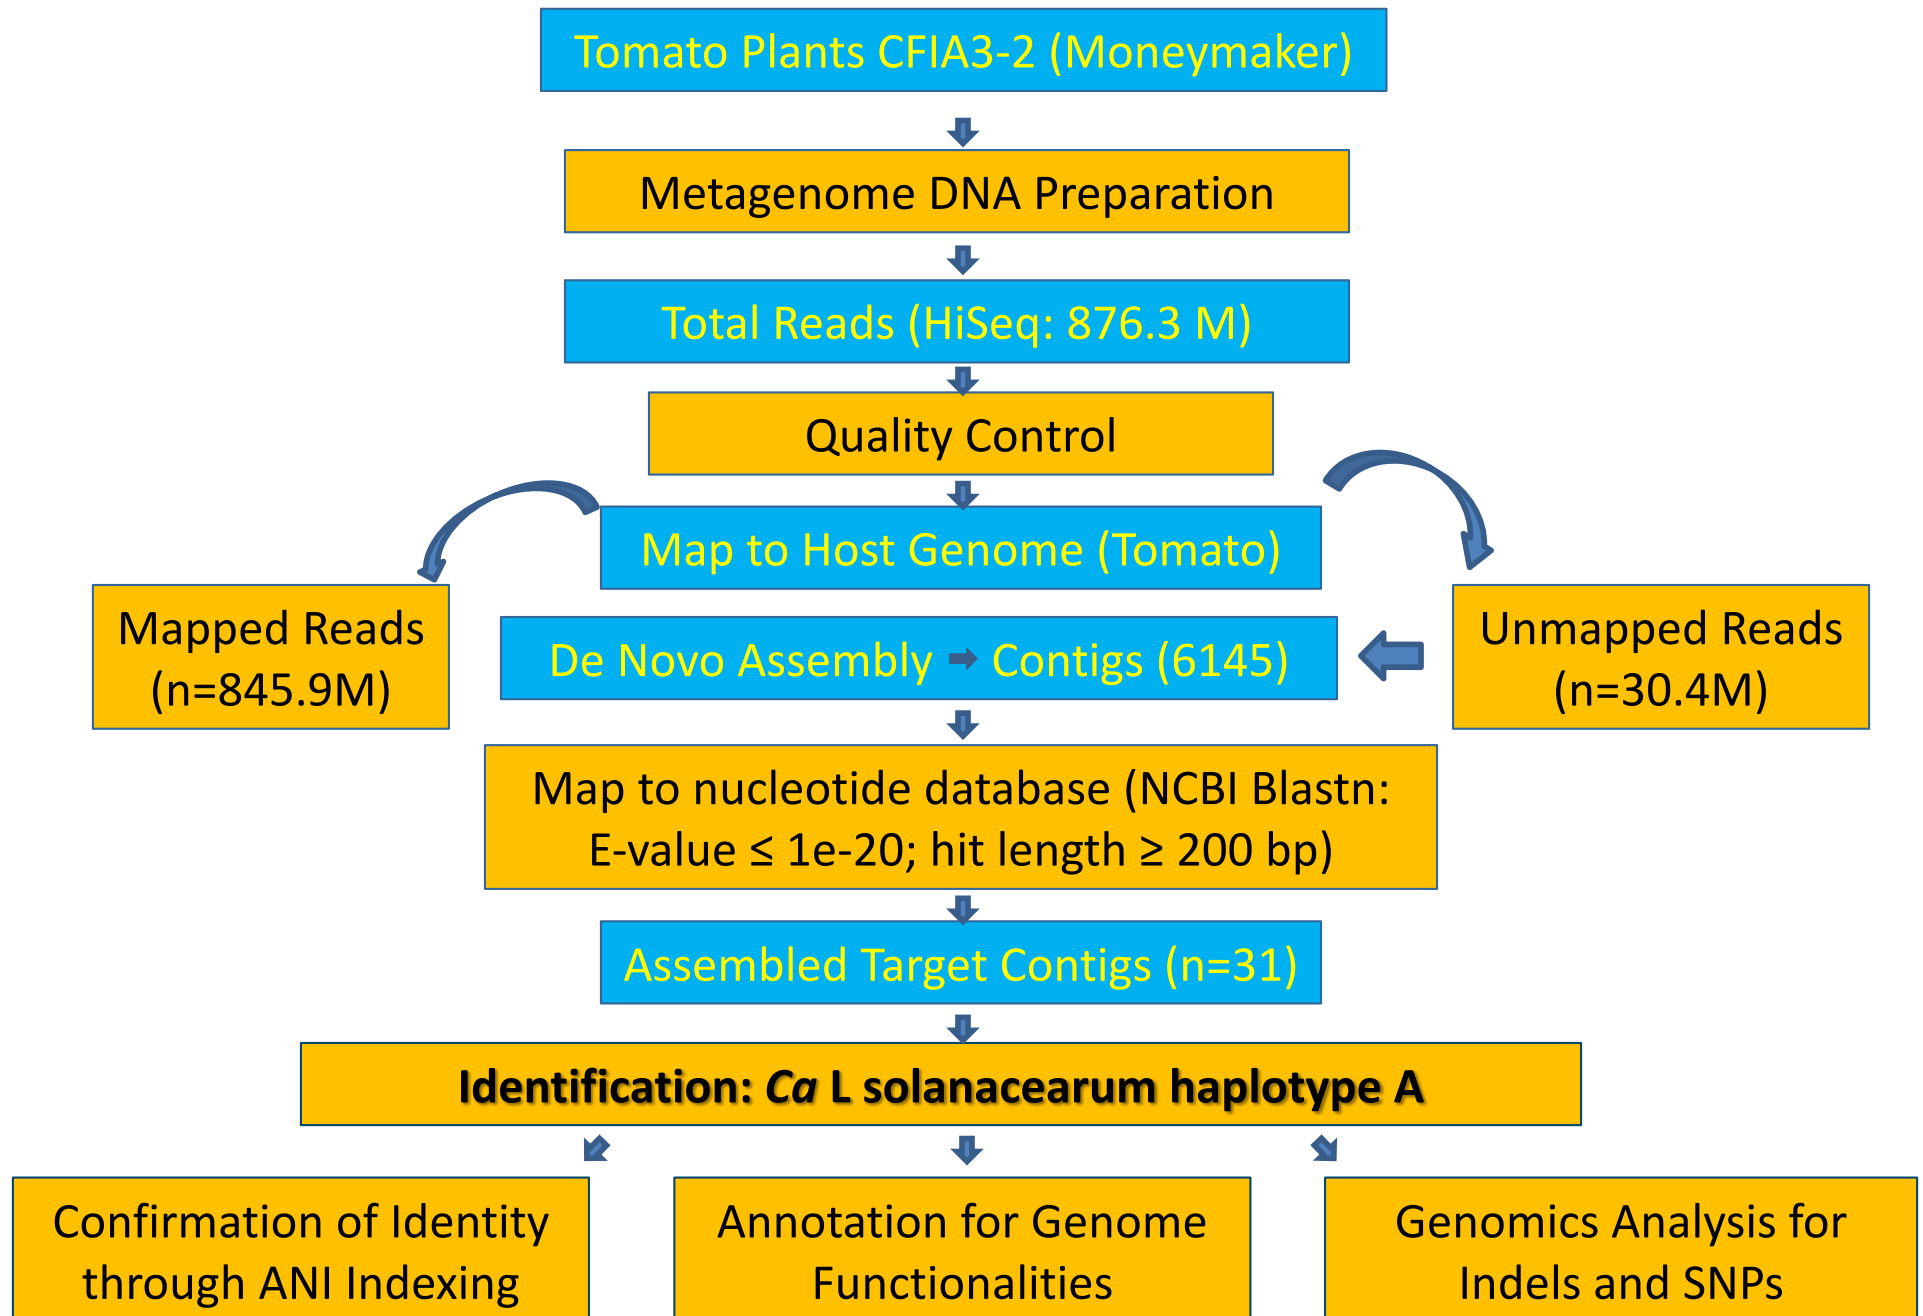 Tomato Plants CFIA3-2 (Moneymaker)
Metagenome DNA Preparation
Total Reads (HiSeq: 876.3 M)
Quality Control
Map to Host Genome (Tomato)
Mapped Reads
(n=845.9M)
Unmapped Reads
(n=30.4M)
De Novo Assembly ➡ Contigs (6145)
Map to nucleotide database (NCBI Blastn:
E-value ≤ 1e-20; hit length ≥ 200 bp)
Assembled Target Contigs (n=31)
Identification: Ca L solanacearum haplotype A
Confirmation of Identity
through ANI Indexing
Annotation for Genome
Functionalities
Genomics Analysis for
Indels and SNPs